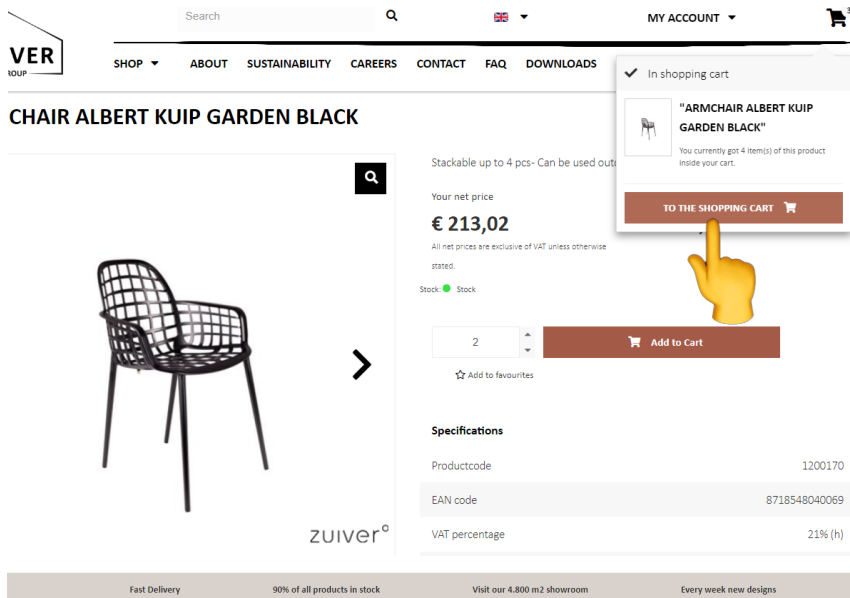 Search
MY ACCOUNT
3
VER
ROUP
SHOP
ABOUT
SUSTAINABILITY
CAREERS
CONTACT
FAQ
DOWNLOADS
In shopping cart
"ARMCHAIR ALBERT KUIP
GARDEN BLACK"
You currently got 4 item(s) of this product
inside your cart.
TO THE SHOPPING CART
CHAIR ALBERT KUIP GARDEN BLACK
Stackable up to 4 pcs- Can be used
Your net price
€ 213,02
All net prices are exclusive of VAT unless otherwise
stated.
Stock: Stock
2
Add to Cart
Add to favourites
Specifications
Productcode 1200170
EAN code 8718548040069
VAT percentage 21% (h)
zuiver°
Fast Delivery
90% of all products in stock
Visit our 4.800 m2 showroom
Every week new designs